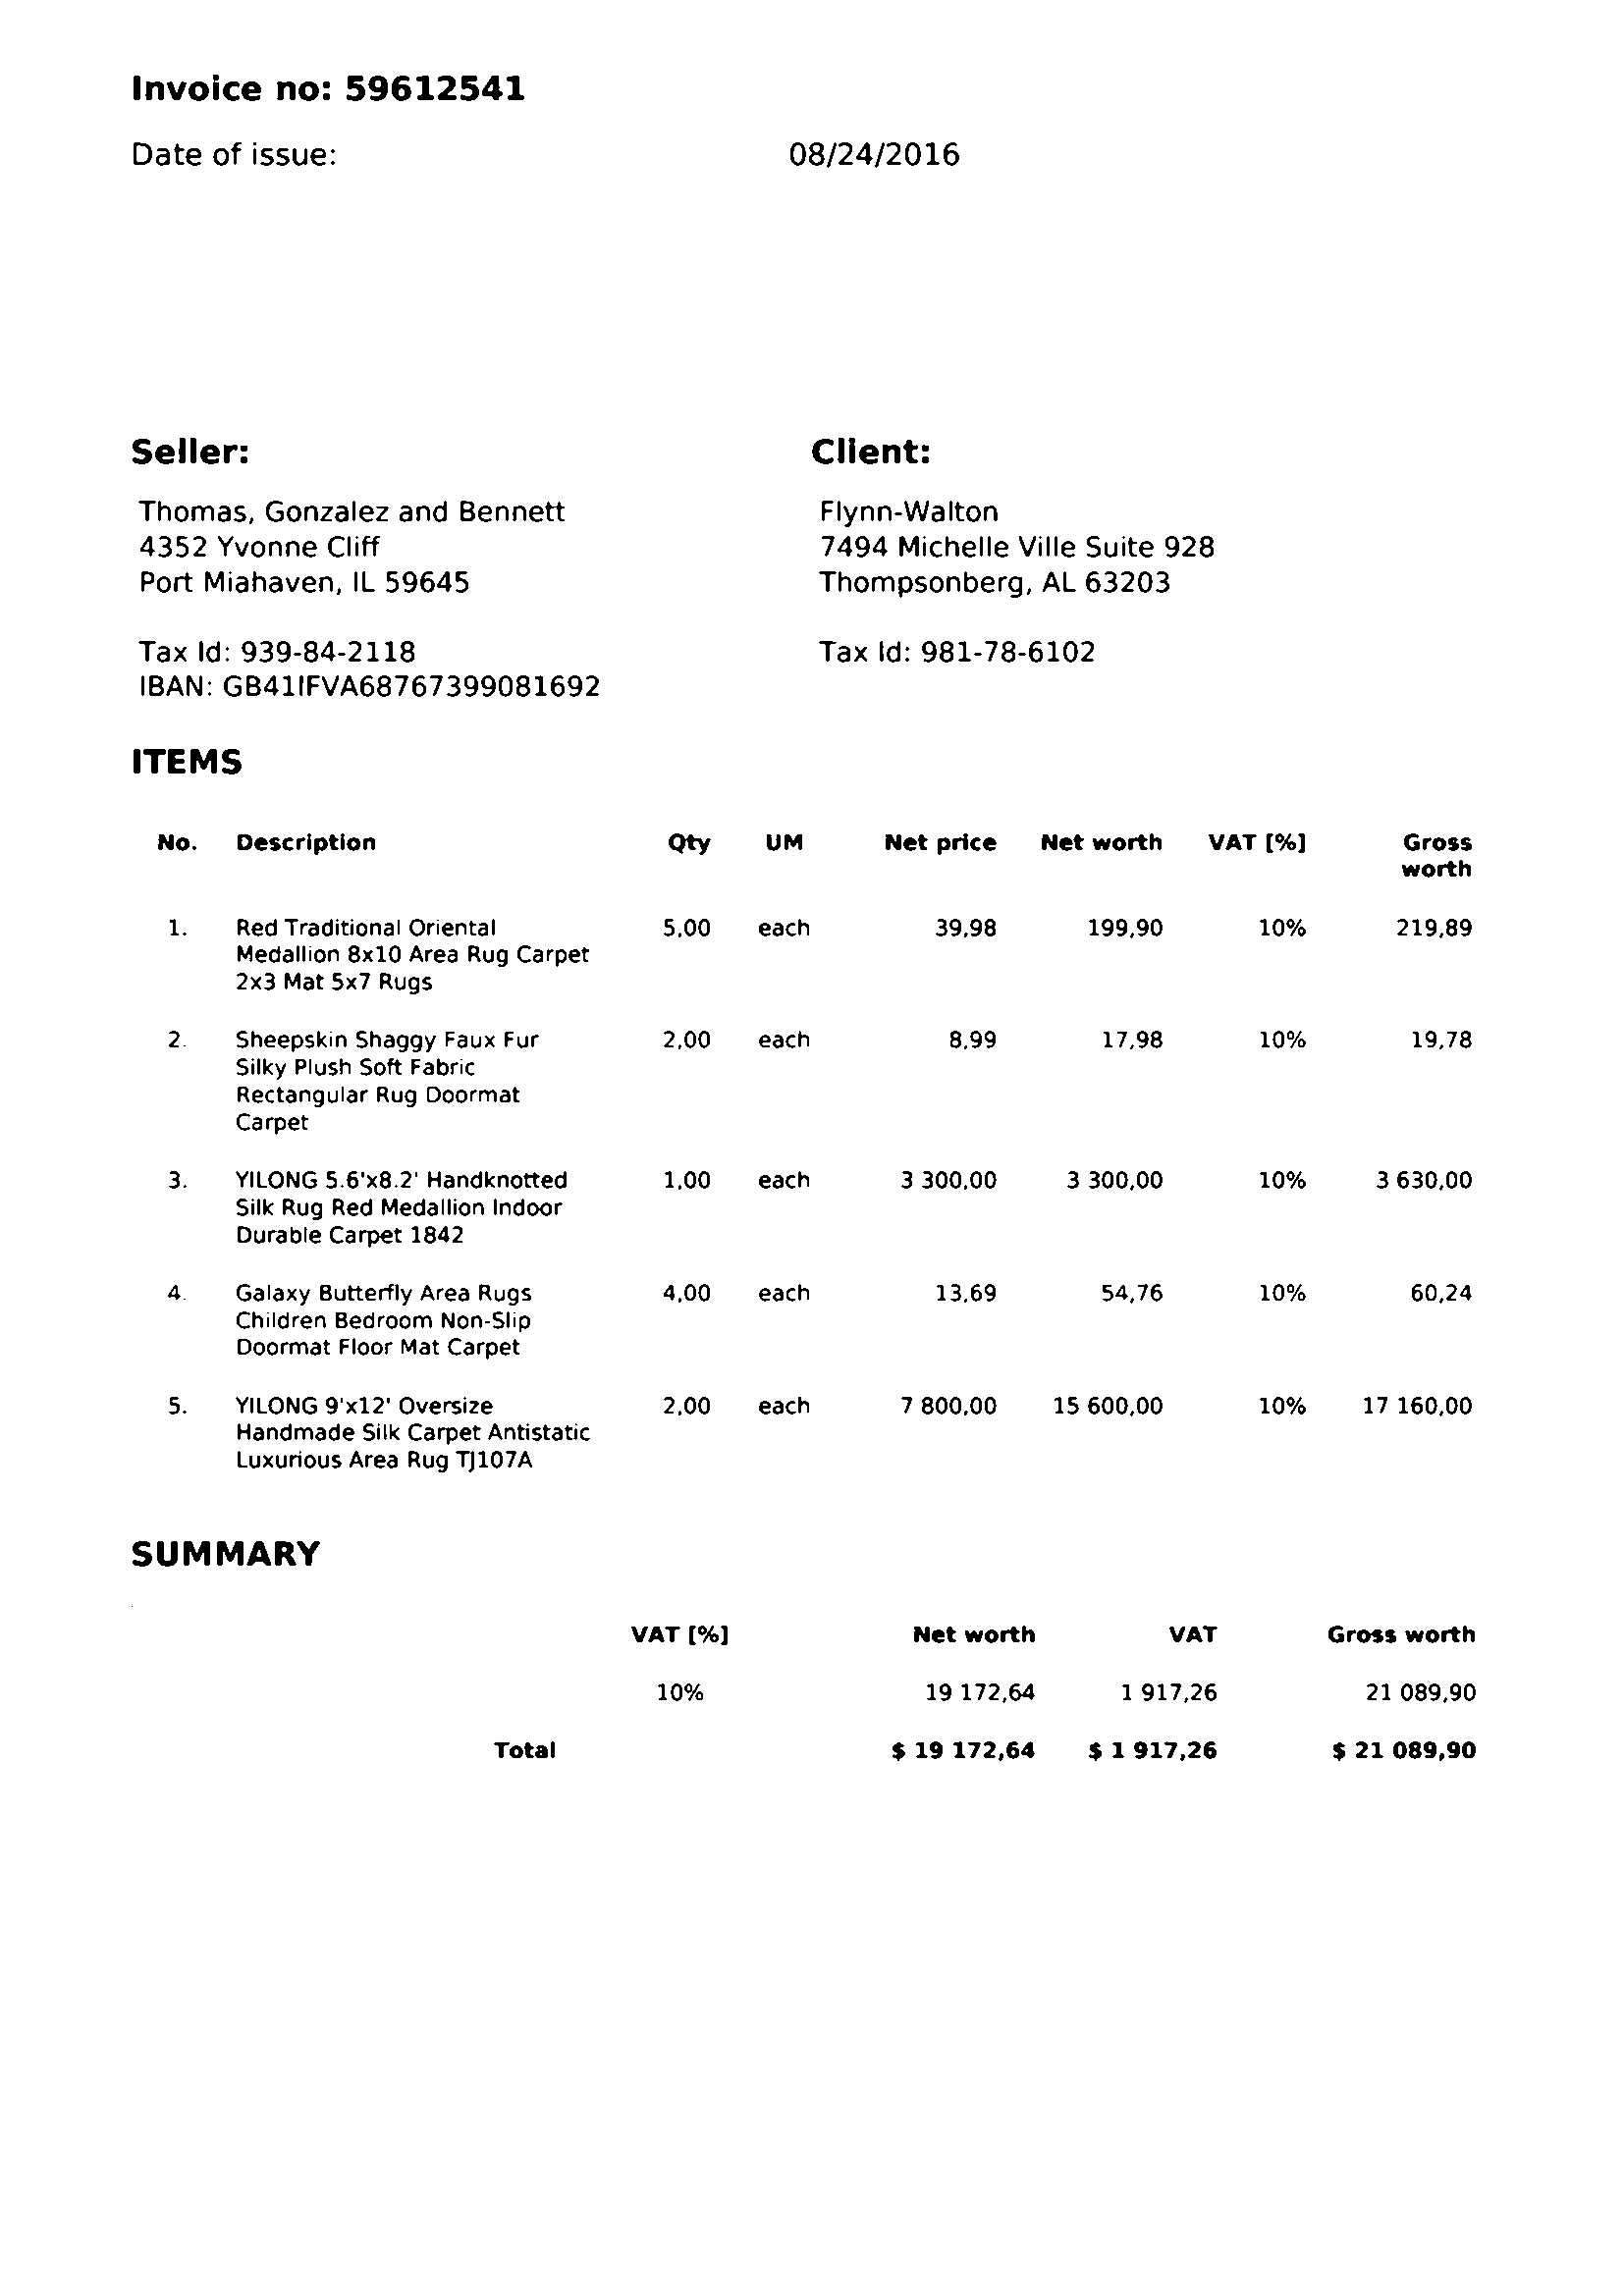 Invoice no: 59612541
Date of issue: 08/24/2016
Seller: Client:
Thomas, Gonzalez and Bennett Flynn-Walton
4352 Yvonne Cliff 7494 Michelle Ville Suite 928
Port Miahaven, IL 59645 Thompsonberg, AL 63203
Tax Id: 939-84-2118 Tax Id: 981-78-6102
IBAN: GB41IFVA68767399081692
ITEMS
No. Description Qty UM Net price Net worth VAT [%] Gross
worth
1. Red Traditional Oriental 5,00 each 39,98 199,90 10% 219,89
Medallion 8x10 Area Rug Carpet
2x3 Mat 5x7 Rugs
2. Sheepskin Shaggy Faux Fur 2,00 each 8,99 17,98 10% 19,78
Silky Plush Soft Fabric
Rectangular Rug Doormat
Carpet
3. YILONG 5.6'x8.2' Handknotted 1,00 each 3 300,00 3 300,00 10% 3 630,00
Silk Rug Red Medallion Indoor
Durable Carpet 1842
4. Galaxy Butterfly Area Rugs 4,00 each 13,69 54,76 10% 60,24
Children Bedroom Non-Slip
Doormat Floor Mat Carpet
5. YILONG 9'x12' Oversize 2,00 each 7 800,00 15 600,00 10% 17 160,00
Handmade Silk Carpet Antistatic
Luxurious Area Rug TJ107A
SUMMARY
VAT [%] Net worth VAT Gross worth
10% 19 172,64 1 917,26 21 089,90
Total $ 19 172,64 $ 1 917,26 $ 21 089,90